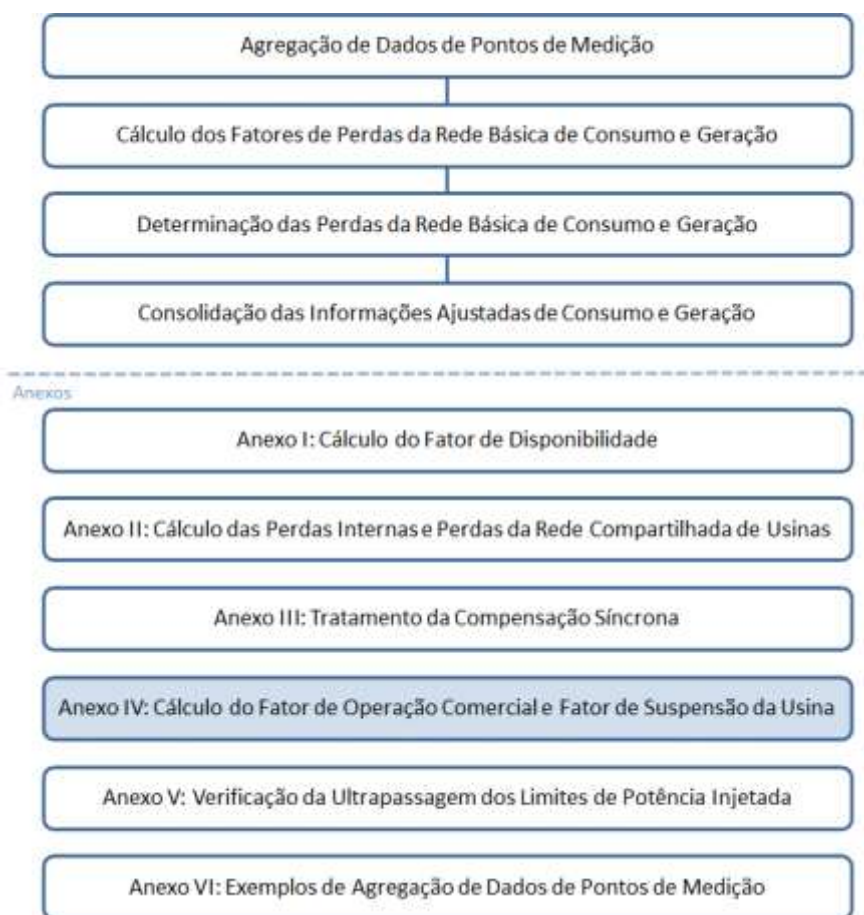 Agregação de Dados de Pontos de Medição
Cálculo dos Fatores de Perdas da Rede Básica de Consumo e Geração
Determinação das Perdas da Rede Básica de Consumo e Geração
Consolidação das Informações Ajustadas de Consumo e Geração
Anexos
Anexo I: Cálculo do Fator de Disponibilidade
Anexo II: Cálculo das Perdas Internas e Perdas da Rede Compartilhada de Usinas
Anexo III: Tratamento da Compensação Síncrona
Anexo IV: Cálculo do Fator de Operação Comercial e Fator de Suspensão da Usina
Anexo V: Verificação da Ultrapassagem dos Limites de Potência Injetada
Anexo VI: Exemplos de Agregação de Dados de Pontos de Medição